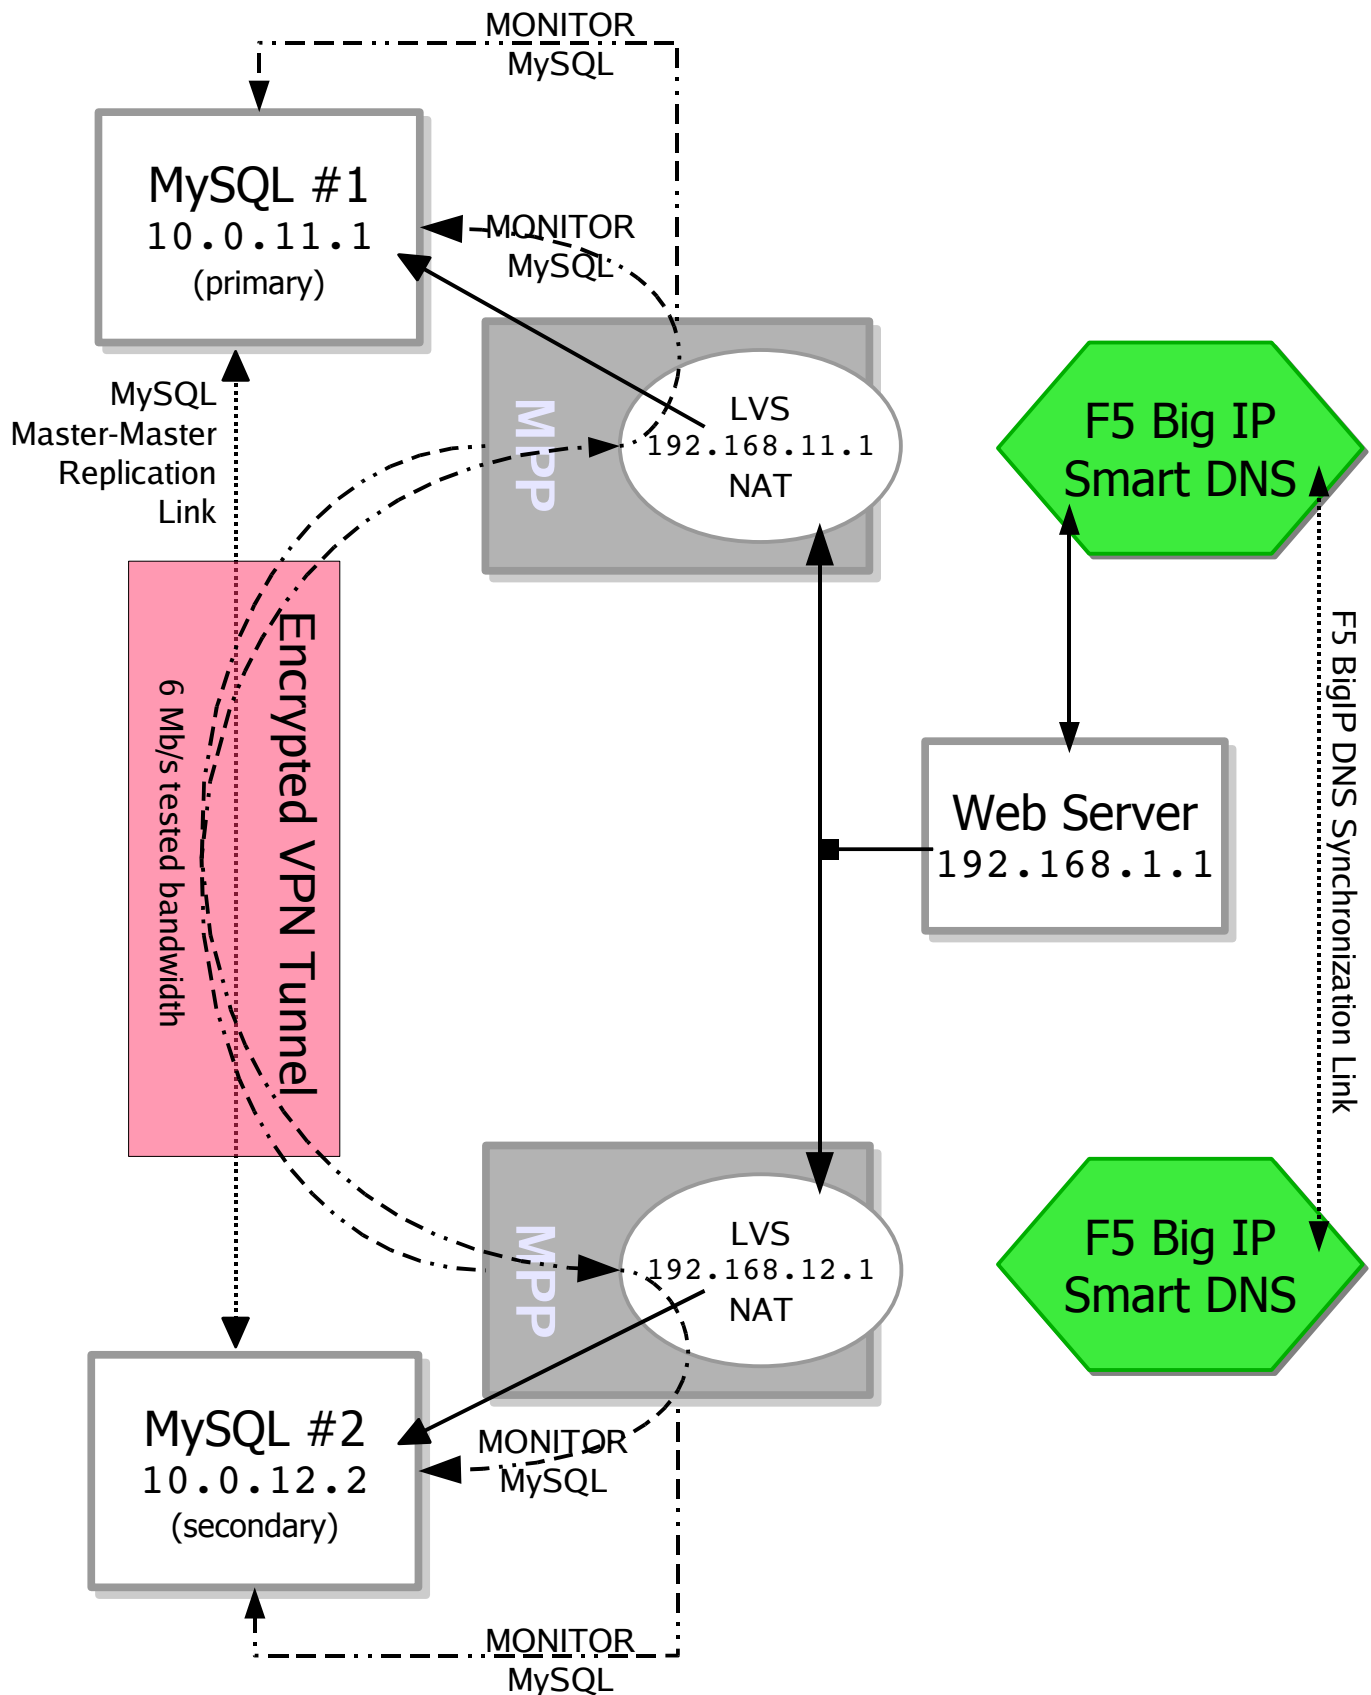 MONITOR
MySQL
MySQL #1
10.0.11.1
(primary)
MONITOR
MySQL
MySQL
Master-Master
Replication
Link
MPP
LVS
192.168.11.1
NAT
F5 Big IP
Smart DNS
Encrypted VPN Tunnel
6 Mb/s tested bandwidth
F5 BigIP DNS Synchronization Link
Web Server
192.168.1.1
MPP
LVS
192.168.12.1
NAT
F5 Big IP
Smart DNS
MySQL #2
10.0.12.2
(secondary)
MONITOR
MySQL
MONITOR
MySQL